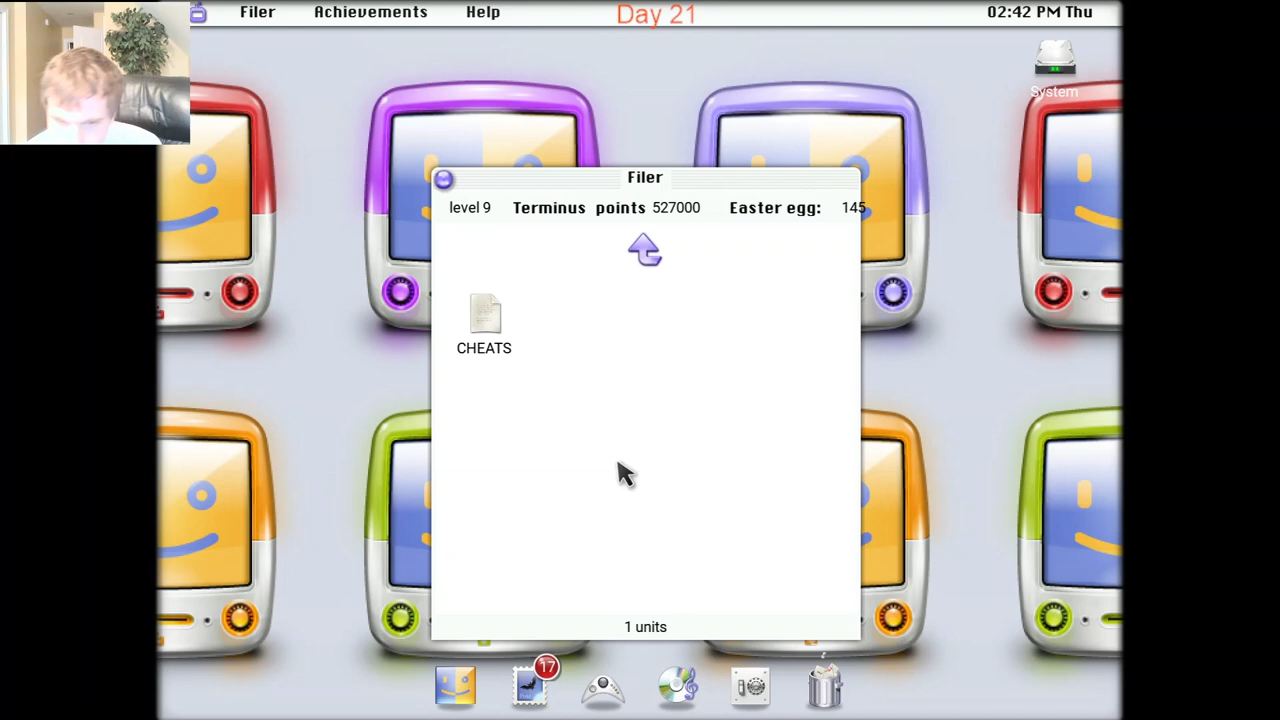 Filer Achievements Help Day 21 02:42 PM Thu
System
Filer
level 9 Terminus points 527000 Easter egg: 145
CHEATS
1 units
17